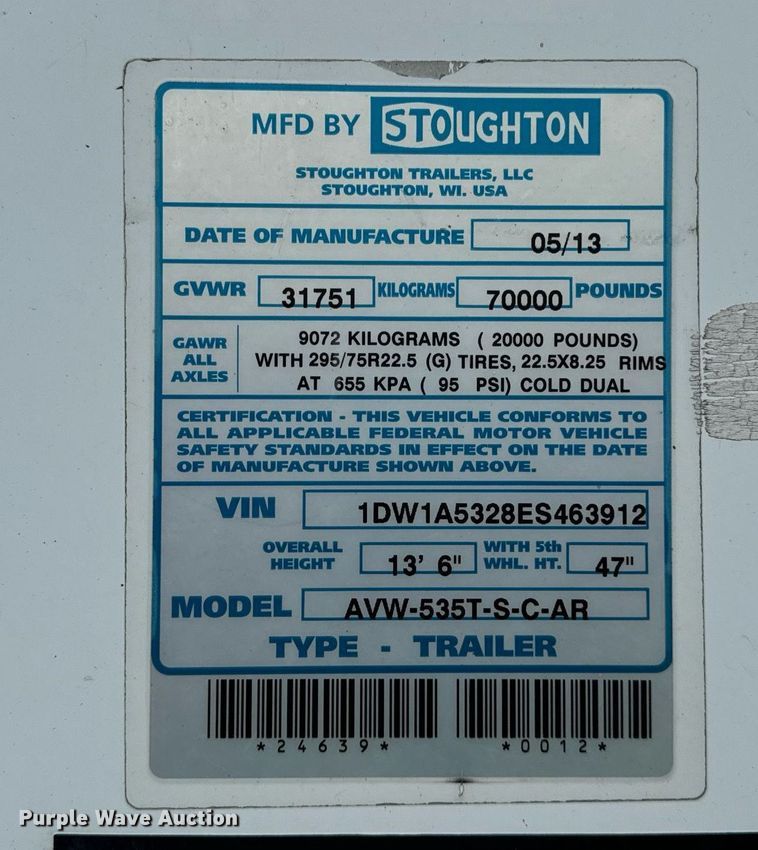 MFD BY STOUGHTON
STOUGHTON TRAILERS, LLC
STOUGHTON, WI. USA
DATE OF MANUFACTURE 05/13
GVWR 31751 KILOGRAMS 70000 POUNDS
GAWR ALL AXLES
9072 KILOGRAMS ( 20000 POUNDS)
WITH 295/75R22.5 (G) TIRES, 22.5X8.25 RIMS
AT 655 KPA ( 95 PSI) COLD DUAL
CERTIFICATION - THIS VEHICLE CONFORMS TO
ALL APPLICABLE FEDERAL MOTOR VEHICLE
SAFETY STANDARDS IN EFFECT ON THE DATE
OF MANUFACTURE SHOWN ABOVE.
VIN 1DW1A5328ES463912
OVERALL HEIGHT 13' 6" WITH 5th WHL. HT. 47"
MODEL AVW-535T-S-C-AR
TYPE - TRAILER
*24639* *0012*
Purple Wave Auction